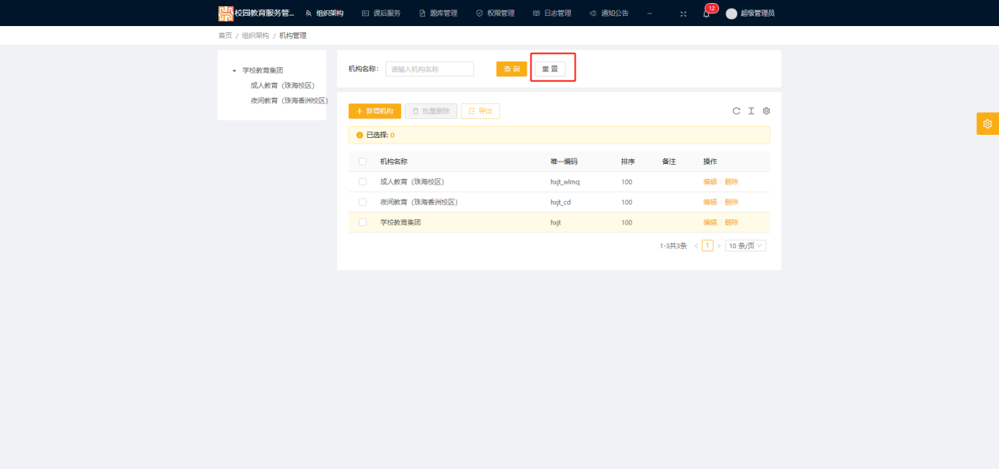 校园教育服务管... 组织架构 课后服务 题库管理 权限管理 日志管理 通知公告 12 超级管理员
首页 / 组织架构 / 机构管理
学校教育集团
成人教育（珠海校区）
夜间教育（珠海香洲校区）
机构名称: 请输入机构名称 查 询 重 置
新增机构 批量删除 导出
已选择: 0
机构名称 唯一编码 排序 备注 操作
成人教育（珠海校区） hxjt_wlmq 100 编辑 删除
夜间教育（珠海香洲校区） hxjt_cd 100 编辑 删除
学校教育集团 hxjt 100 编辑 删除
1-3共3条 < 1 > 10 条/页